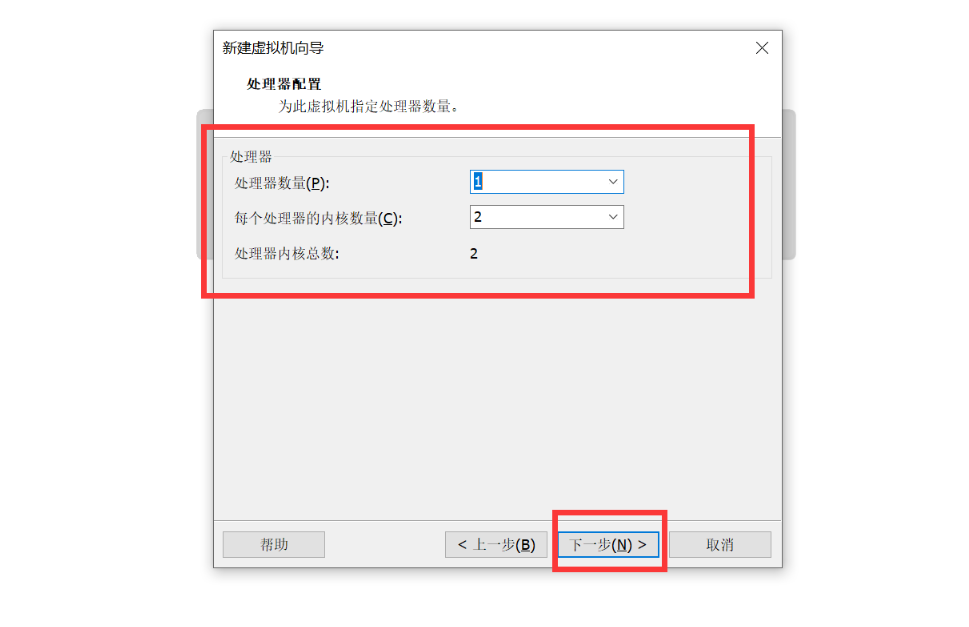 新建虚拟机向导
处理器配置
为此虚拟机指定处理器数量。
处理器
处理器数量(P): 1
每个处理器的内核数量(C): 2
处理器内核总数: 2
帮助 < 上一步(B) 下一步(N) > 取消